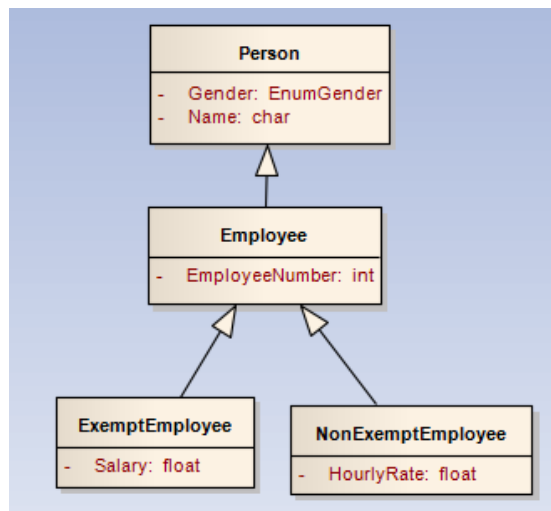 Person
- Gender: EnumGender
- Name: char
Employee
- EmployeeNumber: int
ExemptEmployee
- Salary: float
NonExemptEmployee
- HourlyRate: float